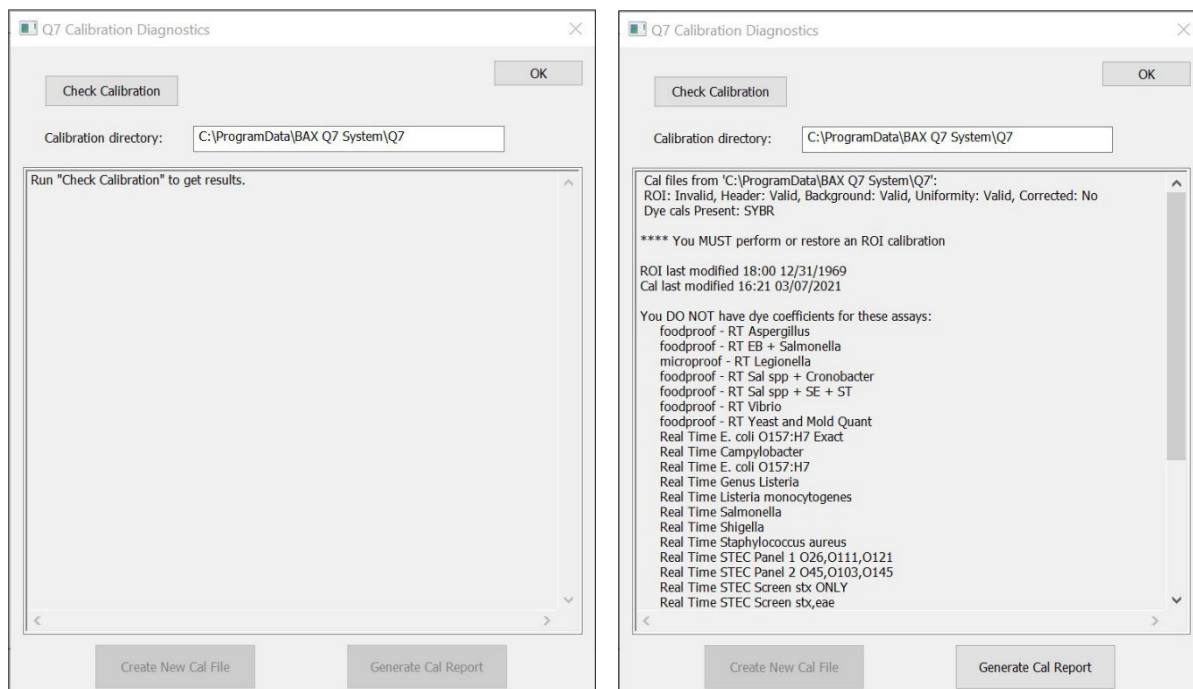 Q7 Calibration Diagnostics
OK
Check Calibration
Calibration directory: C:\ProgramData\BAX Q7 System\Q7
Run "Check Calibration" to get results.
Create New Cal File
Generate Cal Report
Q7 Calibration Diagnostics
OK
Check Calibration
Calibration directory: C:\ProgramData\BAX Q7 System\Q7
Cal files from 'C:\ProgramData\BAX Q7 System\Q7':
ROI: Invalid, Header: Valid, Background: Valid, Uniformity: Valid, Corrected: No
Dye cals Present: SYBR
**** You MUST perform or restore an ROI calibration
ROI last modified 18:00 12/31/1969
Cal last modified 16:21 03/07/2021
You DO NOT have dye coefficients for these assays:
foodproof - RT Aspergillus
foodproof - RT EB + Salmonella
microproof - RT Legionella
foodproof - RT Sal spp + Cronobacter
foodproof - RT Sal spp + SE + ST
foodproof - RT Vibrio
foodproof - RT Yeast and Mold Quant
Real Time E. coli O157:H7 Exact
Real Time Campylobacter
Real Time E. coli O157:H7
Real Time Genus Listeria
Real Time Listeria monocytogenes
Real Time Salmonella
Real Time Shigella
Real Time Staphylococcus aureus
Real Time STEC Panel 1 O26,O111,O121
Real Time STEC Panel 2 O45,O103,O145
Real Time STEC Screen stx ONLY
Real Time STEC Screen stx,eae
Create New Cal File
Generate Cal Report